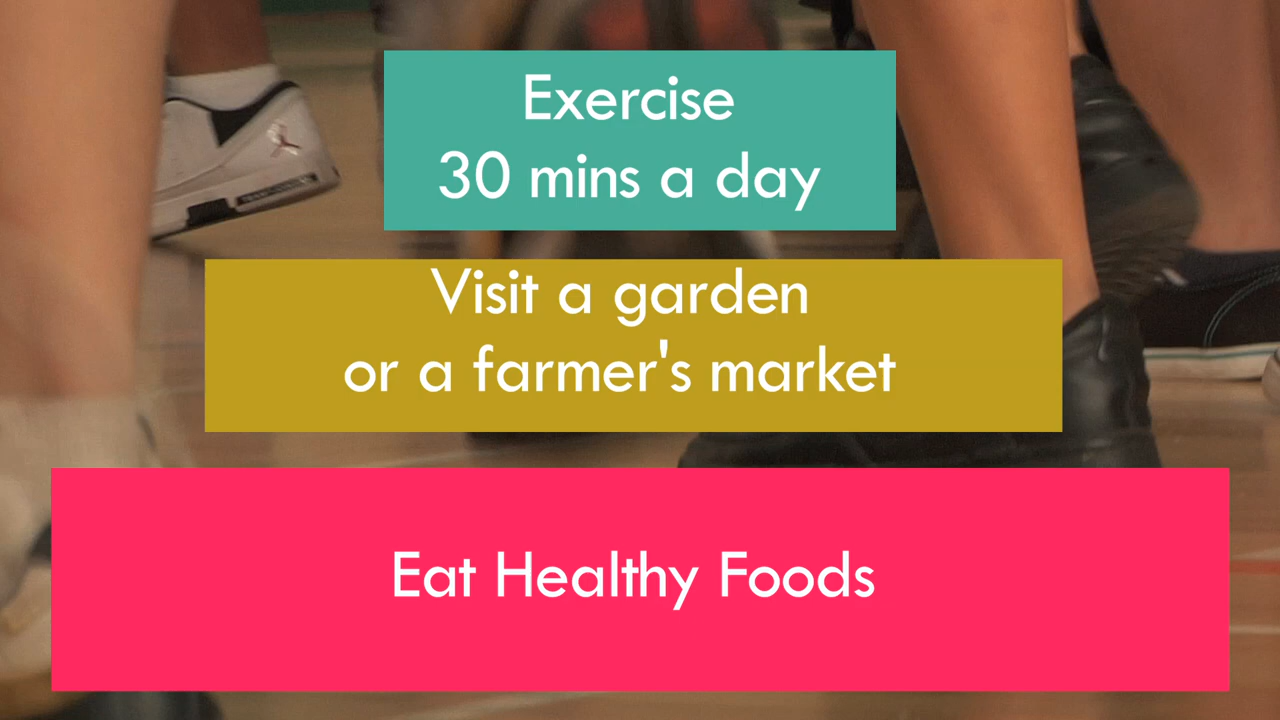 Exercise
30 mins a day
Visit a garden
or a farmer's market
Eat Healthy Foods